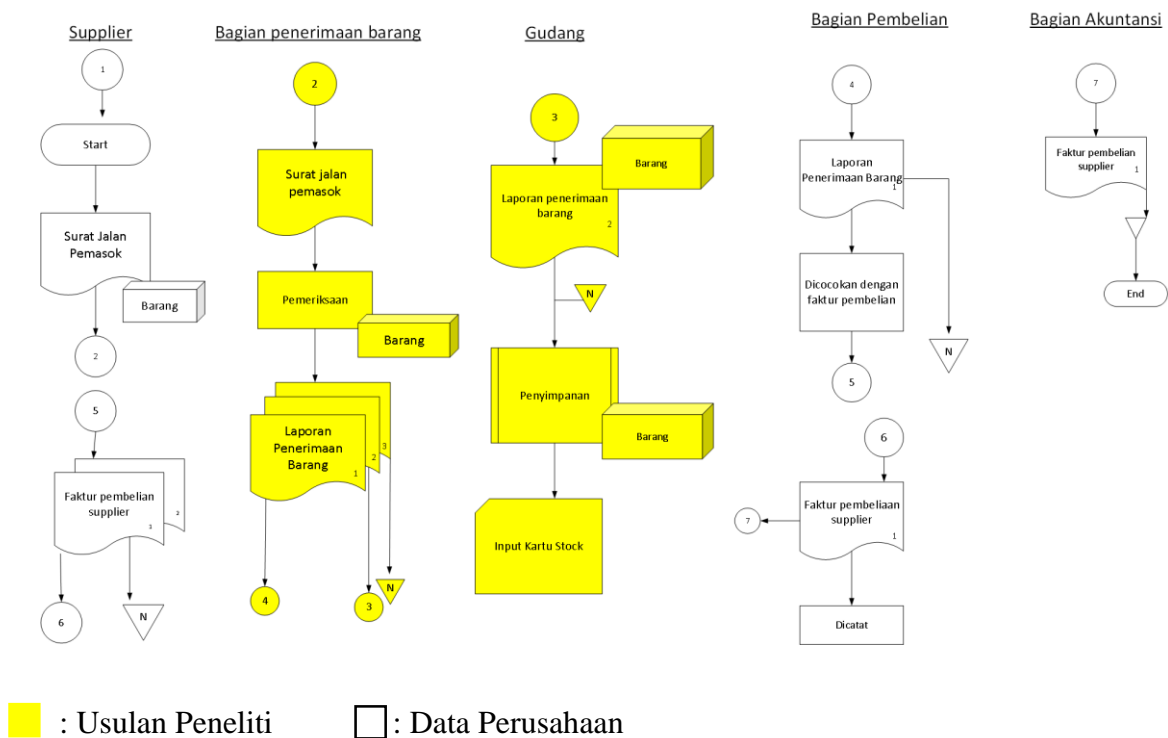 Supplier
1
Start
Surat Jalan
Pemasok
Barang
2
5
Faktur pembelian
supplier
1
2
6
N
Bagian penerimaan barang
2
Surat jalan
pemasok
Pemeriksaan
Barang
Laporan
Penerimaan
Barang
1
2
3
4
3
N
Gudang
3
Barang
Laporan penerimaan
barang
2
N
Penyimpanan
Barang
Input Kartu Stock
Bagian Pembelian
4
Laporan
Penerimaan Barang
1
Dicocokan dengan
faktur pembelian
N
5
6
Faktur pembeliaan
supplier
1
7
Dicatat
Bagian Akuntansi
7
Faktur pembelian
supplier
1
End
: Usulan Peneliti
: Data Perusahaan